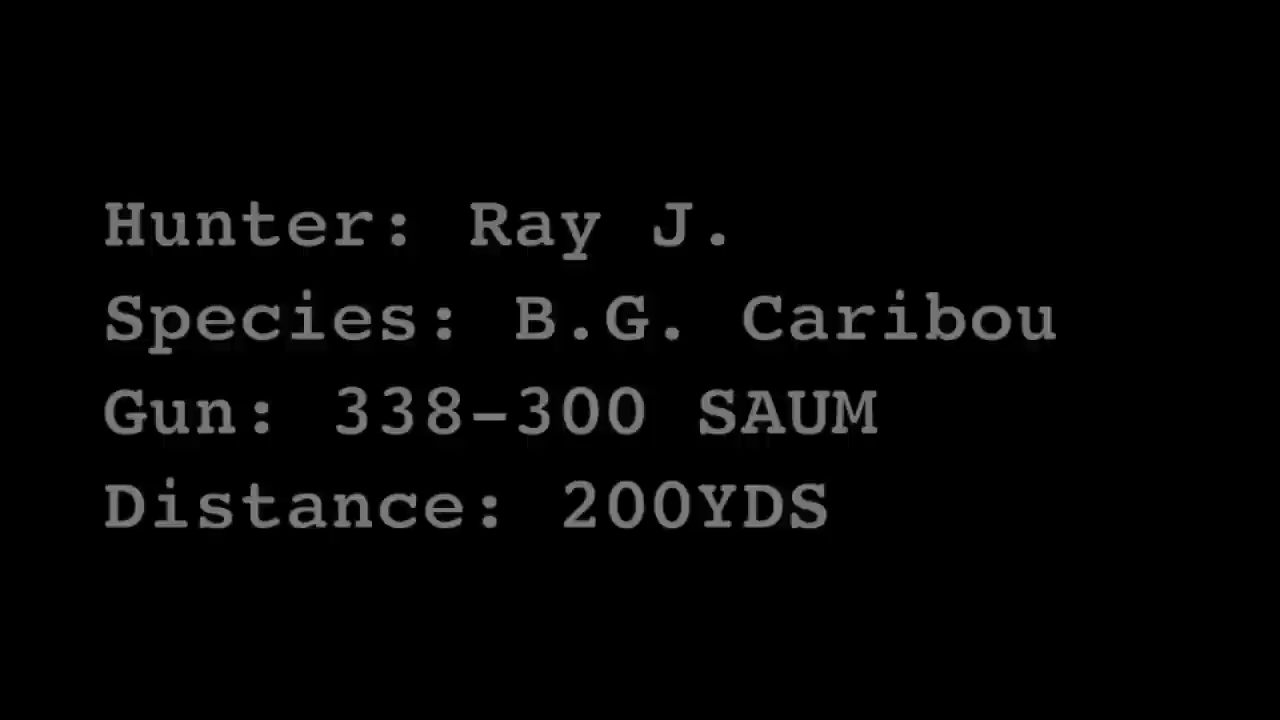 Hunter: Ray J.
Species: B.G. Caribou
Gun: 338-300 SAUM
Distance: 200YDS